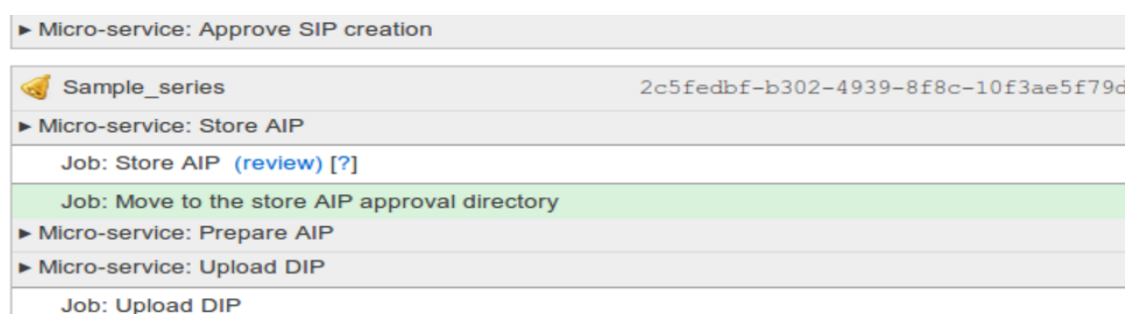 ► Micro-service: Approve SIP creation
Sample_series 2c5fedbf-b302-4939-8f8c-10f3ae5f79d
► Micro-service: Store AIP
Job: Store AIP (review) [?]
Job: Move to the store AIP approval directory
► Micro-service: Prepare AIP
► Micro-service: Upload DIP
Job: Upload DIP